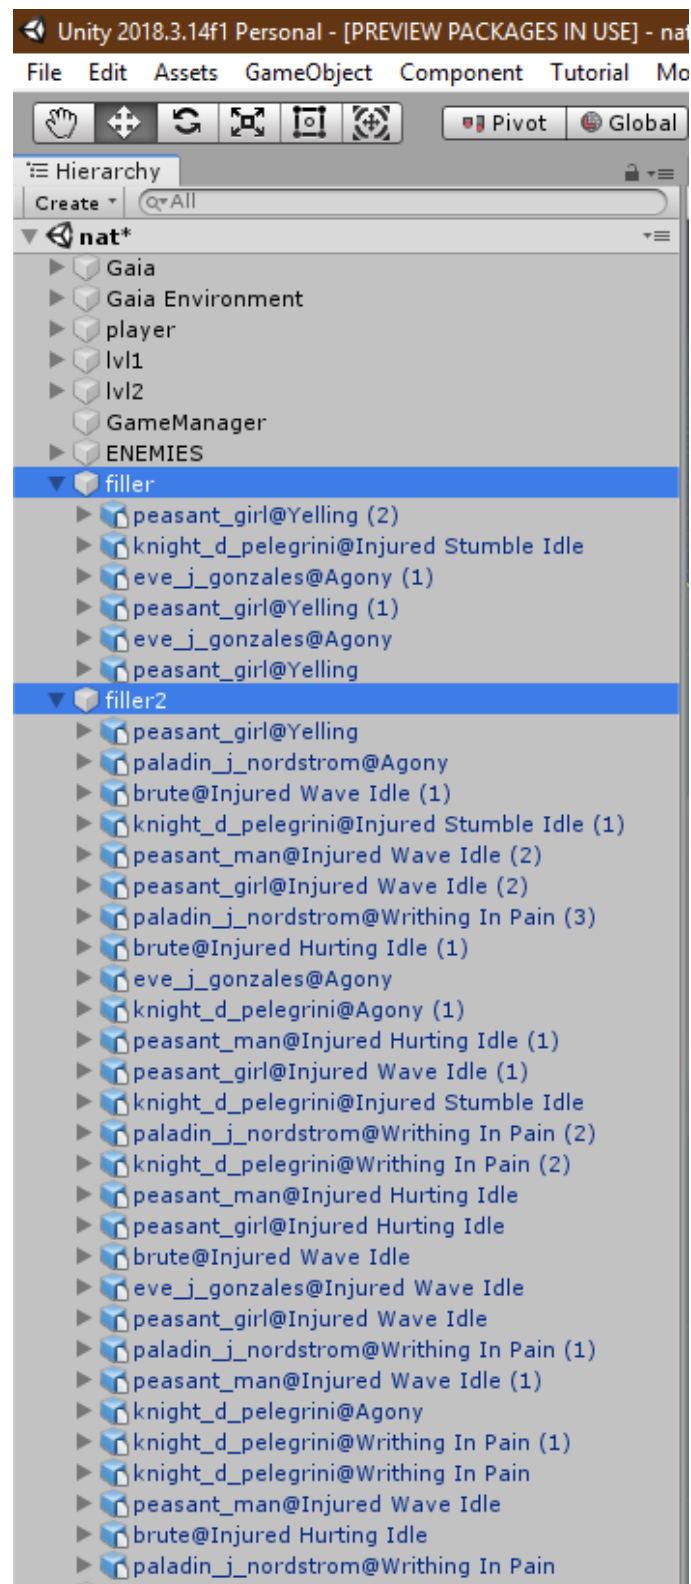 Unity 2018.3.14f1 Personal - [PREVIEW PACKAGES IN USE] - nat
File Edit Assets GameObject Component Tutorial Mo
Pivot Global
Hierarchy
Create All
nat*
Gaia
Gaia Environment
player
lvl1
lvl2
GameManager
ENEMIES
filler
peasant_girl@Yelling (2)
knight_d_pelegrini@Injured Stumble Idle
eve_j_gonzales@Agony (1)
peasant_girl@Yelling (1)
eve_j_gonzales@Agony
peasant_girl@Yelling
filler2
peasant_girl@Yelling
paladin_j_nordstrom@Agony
brute@Injured Wave Idle (1)
knight_d_pelegrini@Injured Stumble Idle (1)
peasant_man@Injured Wave Idle (2)
peasant_girl@Injured Wave Idle (2)
paladin_j_nordstrom@Writhing In Pain (3)
brute@Injured Hurting Idle (1)
eve_j_gonzales@Agony
knight_d_pelegrini@Agony (1)
peasant_man@Injured Hurting Idle (1)
peasant_girl@Injured Wave Idle (1)
knight_d_pelegrini@Injured Stumble Idle
paladin_j_nordstrom@Writhing In Pain (2)
knight_d_pelegrini@Writhing In Pain (2)
peasant_man@Injured Hurting Idle
peasant_girl@Injured Hurting Idle
brute@Injured Wave Idle
eve_j_gonzales@Injured Wave Idle
peasant_girl@Injured Wave Idle
paladin_j_nordstrom@Writhing In Pain (1)
peasant_man@Injured Wave Idle (1)
knight_d_pelegrini@Agony
knight_d_pelegrini@Writhing In Pain (1)
knight_d_pelegrini@Writhing In Pain
peasant_man@Injured Wave Idle
brute@Injured Hurting Idle
paladin_j_nordstrom@Writhing In Pain